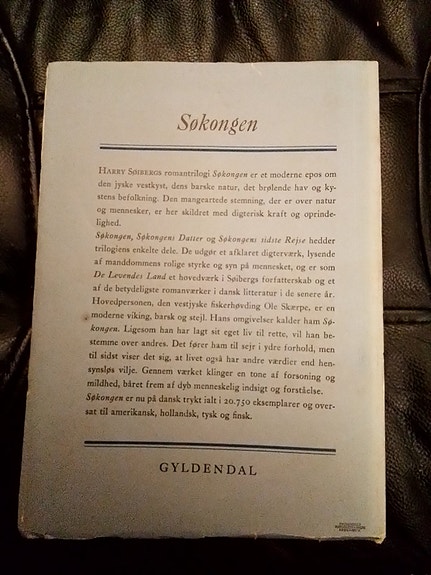 Søkongen
HARRY SØIBERGS romantrilogi Søkongen er et moderne epos om
den jyske vestkyst, dens barske natur, det brølende hav og ky-
stens befolkning. Den mangeartede stemning, der er over natur
og mennesker, er her skildret med digterisk kraft og oprinde-
lighed.
Søkongen, Søkongens Datter og Søkongens sidste Rejse hedder
trilogiens enkelte dele. De udgør et afklaret digterværk, lysende
af manddommens rolige styrke og syn på mennesket, og er som
De Levendes Land et hovedværk i Søibergs forfatterskab og et
af de betydeligste romanværker i dansk litteratur i de senere år.
Hovedpersonen, den vestjyske fiskerhøvding Ole Skærpe, er en
moderne viking, barsk og stejl. Hans omgivelser kalder ham Sø-
kongen. Ligesom han har lagt sit eget liv til rette, vil han be-
stemme over andres. Det fører ham til sejr i ydre forhold, men
til sidst viser det sig, at livet også har andre værdier end hen-
synsløs vilje. Gennem værket klinger en tone af forsoning og
mildhed, båret frem af dyb menneskelig indsigt og forståelse.
Søkongen er nu på dansk trykt ialt i 20.750 eksemplarer og over-
sat til amerikansk, hollandsk, tysk og finsk.
GYLDENDAL